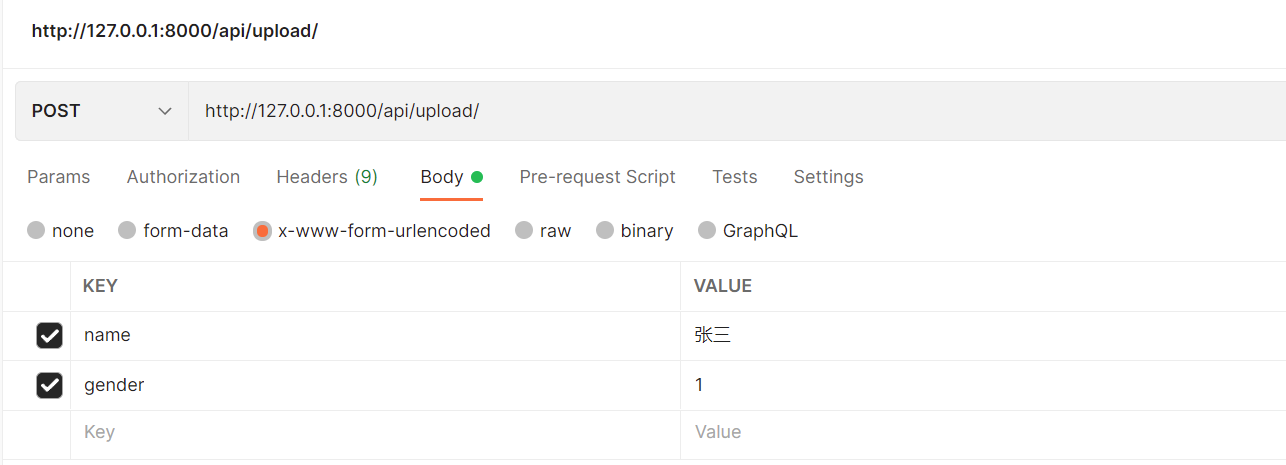 http://127.0.0.1:8000/api/upload/
POST http://127.0.0.1:8000/api/upload/
Params Authorization Headers (9) Body Pre-request Script Tests Settings
none form-data x-www-form-urlencoded raw binary GraphQL
KEY VALUE
name 张三
gender 1
Key Value